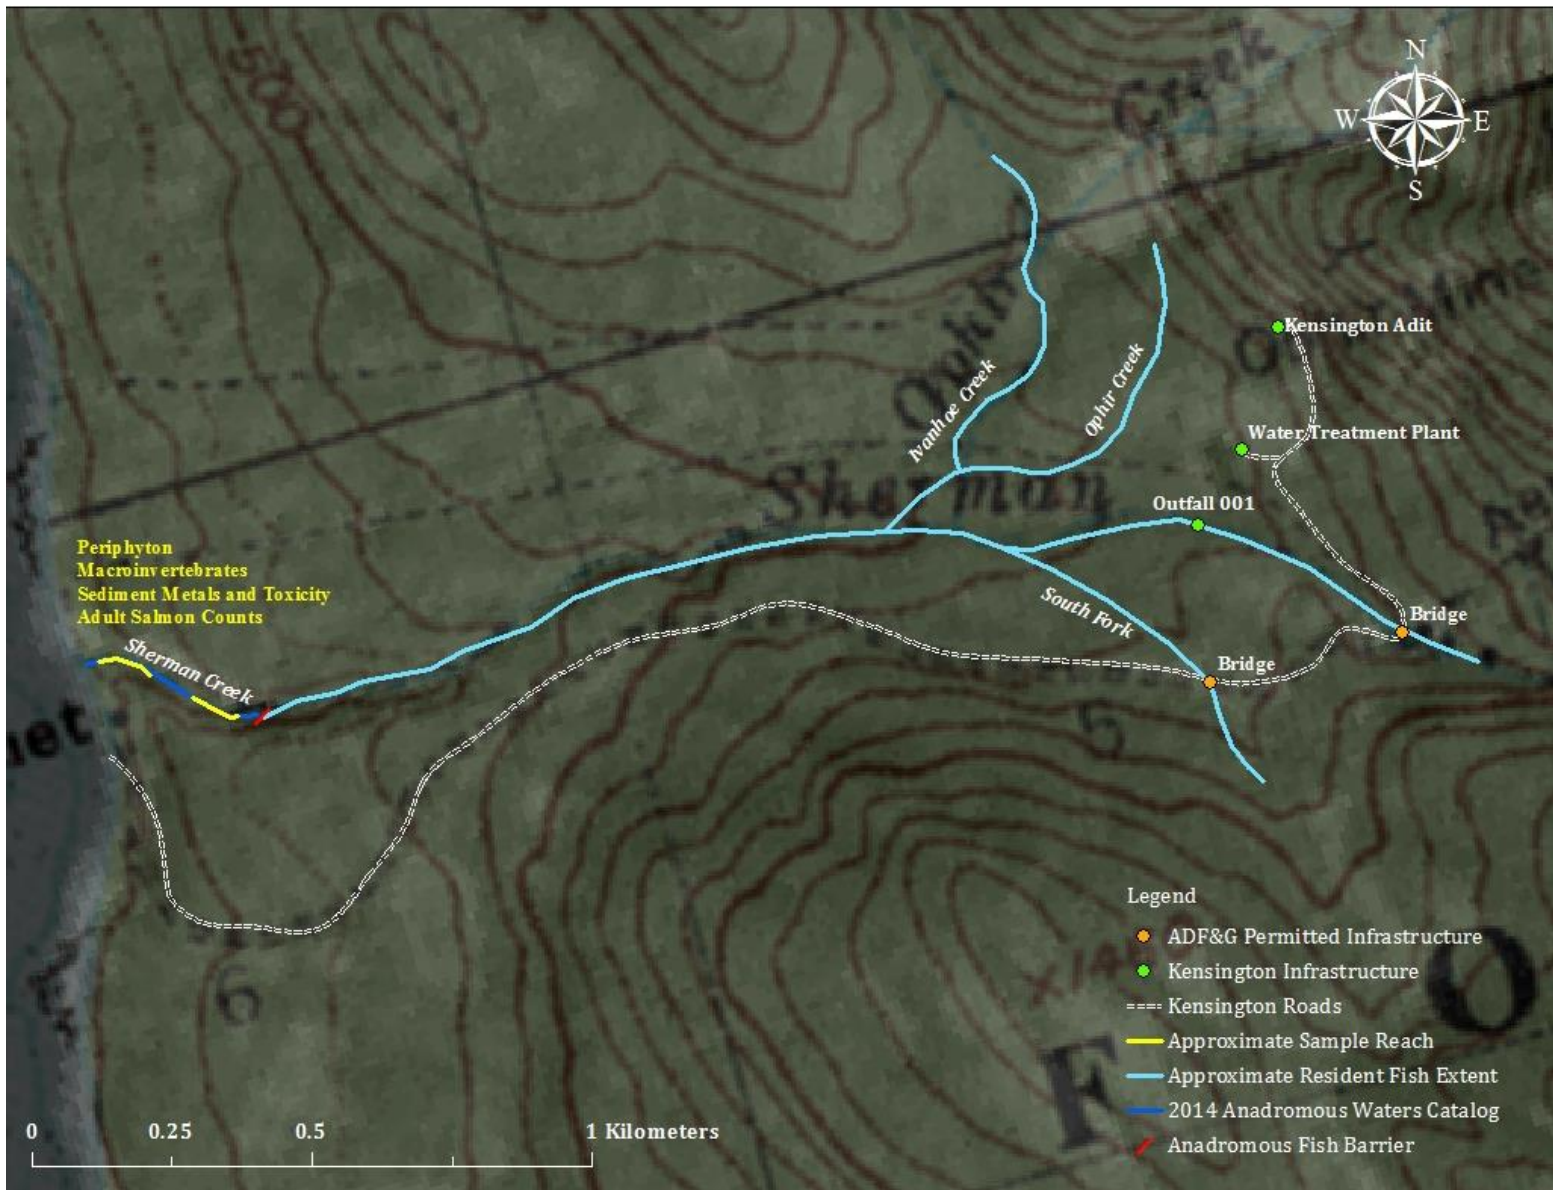 500
Creek
N
W E
S
Ophir
Kensington Adit
Ivanhoe Creek
Ophir Creek
Water Treatment Plant
Sherman
Outfall 001
Periphyton
Macroinvertebrates
Sediment Metals and Toxicity
Adult Salmon Counts
South Fork
Bridge
Sherman Creek
Bridge
5
6
F O
Legend
ADF&G Permitted Infrastructure
Kensington Infrastructure
Kensington Roads
Approximate Sample Reach
Approximate Resident Fish Extent
2014 Anadromous Waters Catalog
Anadromous Fish Barrier
0 0.25 0.5 1 Kilometers